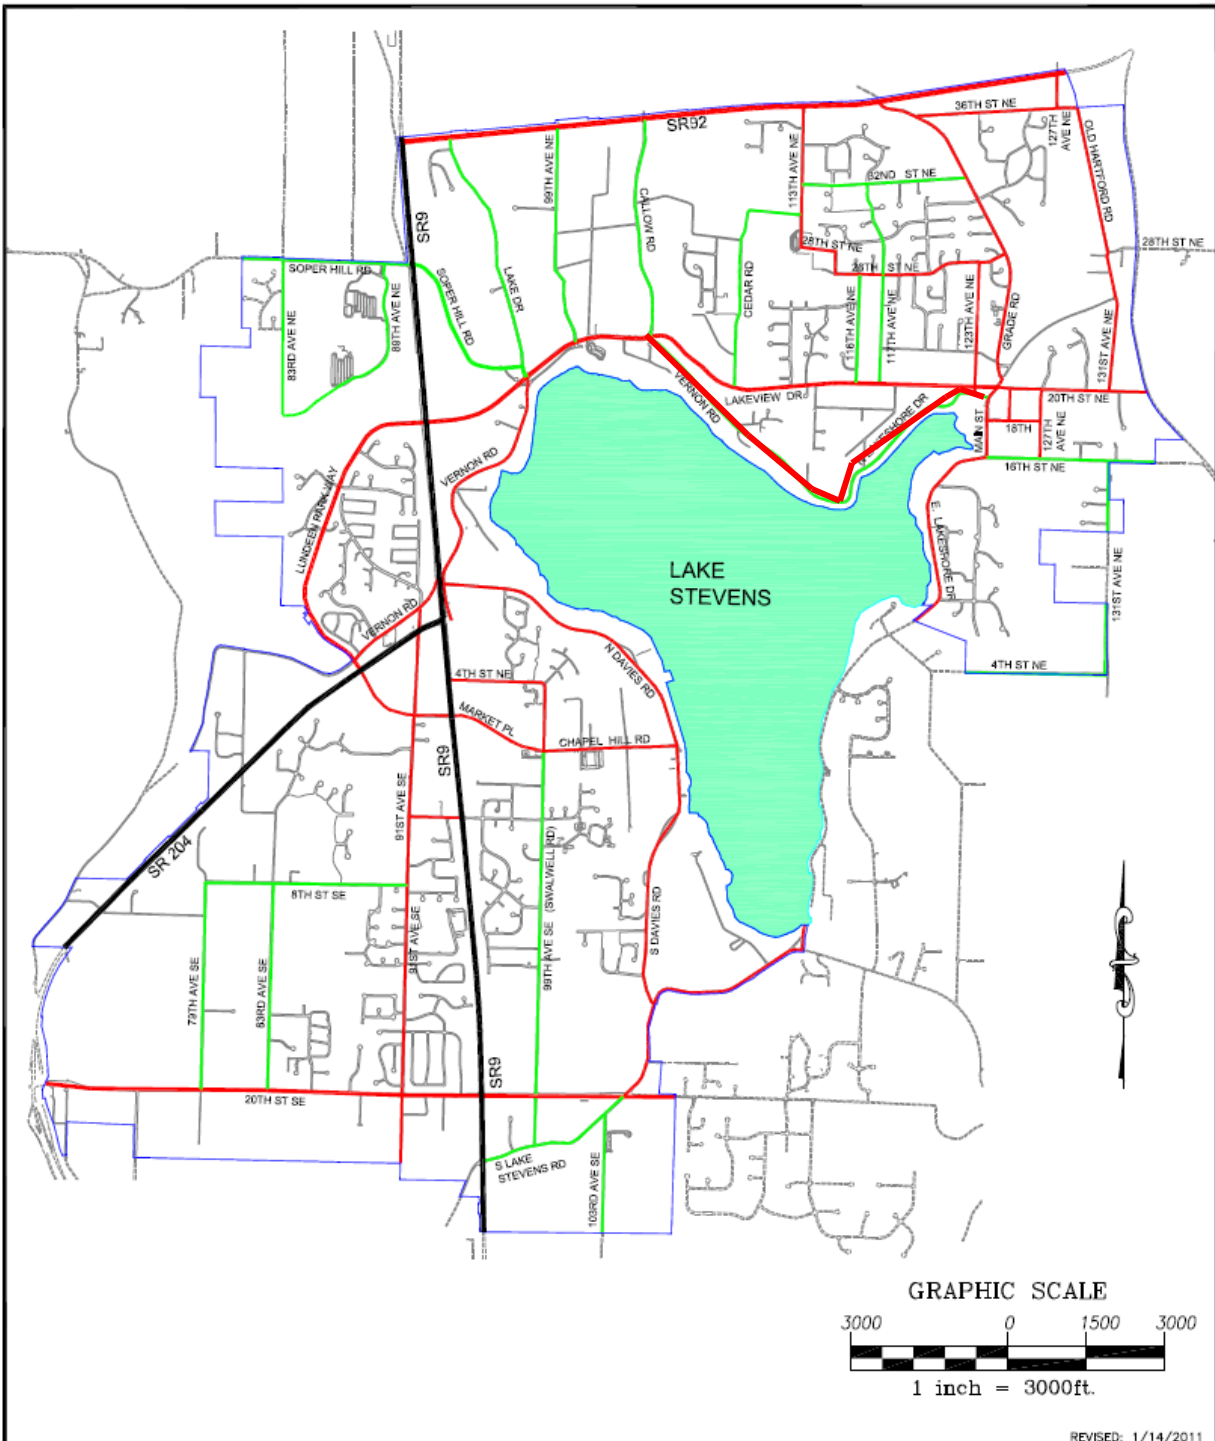 SR92
36TH ST NE
127TH
AVE NE
OLD HARTFORD RD
99TH AVE NE
CALLOW RD
113TH AVE NE
82ND ST NE
SR9
28TH ST NE
28TH ST NE
SOPER HILL RD
SOPER HILL RD
LAKE DR
CEDAR RD
26TH ST NE
83RD AVE NE
89TH AVE NE
116TH AVE NE
117TH AVE NE
123TH AVE NE
GRADE RD
131ST AVE NE
VERNON RD
LAKEVIEW DR
20TH ST NE
LAKESHORE DR
MAIN ST
18TH
127TH
AVE NE
16TH ST NE
VERNON RD
LUNDEEN PARK WAY
E. LAKESHORE DR
LAKE
STEVENS
131ST AVE NE
VERNON RD
4TH ST NE
N DAVIES RD
4TH ST NE
MARKET PL
CHAPEL HILL RD
SR9
91ST AVE SE
SR 204
99TH AVE SE (SWALWELL RD)
8TH ST SE
91ST AVE SE
S DAVIES RD
79TH AVE SE
83RD AVE SE
SR9
20TH ST SE
S LAKE
STEVENS RD
103RD AVE SE
GRAPHIC SCALE
3000 0 1500 3000
1 inch = 3000ft.
REVISED: 1/14/2011